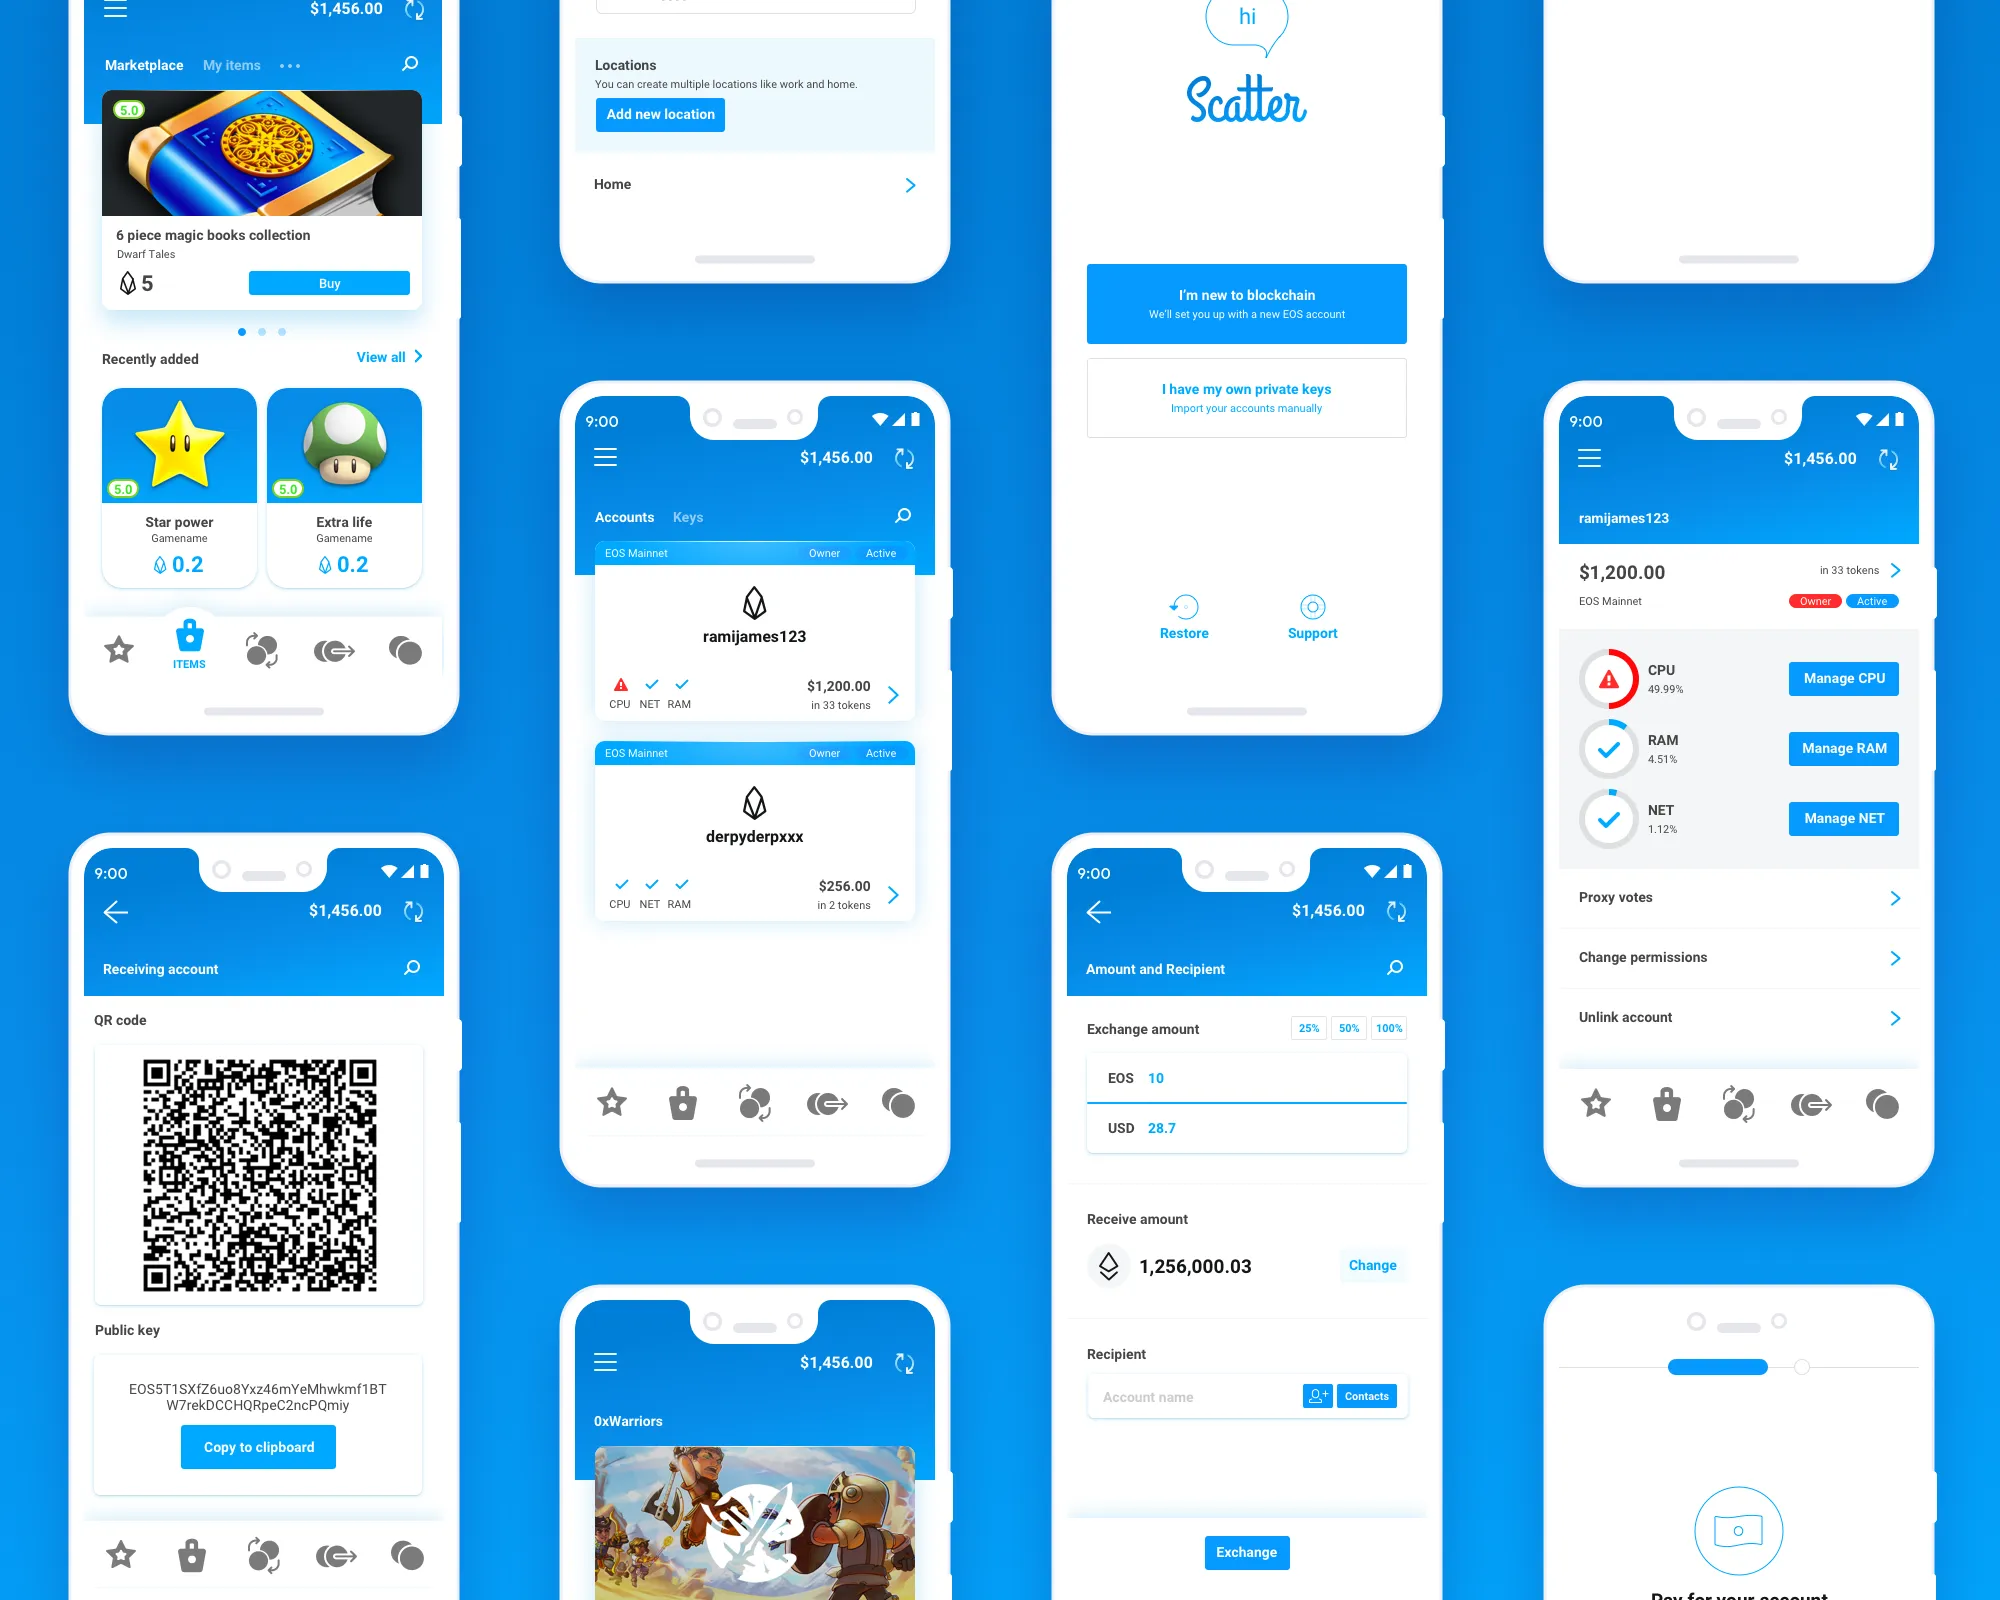 $1,456.00
Marketplace My items
5.0
6 piece magic books collection
Dwarf Tales
5
Buy
Recently added
View all
5.0
5.0
Star power
Gamename
0.2
Extra life
Gamename
0.2
ITEMS
9:00
$1,456.00
Receiving account
QR code
Public key
EOS5T1SXfZ6uo8Yxz46mYeMhwkmf1BT
W7rekDCCHQRpeC2ncPQmiy
Copy to clipboard
Locations
You can create multiple locations like work and home.
Add new location
Home
9:00
$1,456.00
Accounts Keys
EOS Mainnet Owner Active
ramijames123
CPU NET RAM
$1,200.00
in 33 tokens
EOS Mainnet Owner Active
derpyderpxxx
CPU NET RAM
$256.00
in 2 tokens
$1,456.00
0xWarriors
hi
Scatter
I'm new to blockchain
We'll set you up with a new EOS account
I have my own private keys
Import your accounts manually
Restore
Support
9:00
$1,456.00
Amount and Recipient
Exchange amount
25% 50% 100%
EOS 10
USD 28.7
Receive amount
1,256,000.03
Change
Recipient
Account name
Contacts
Exchange
9:00
$1,456.00
ramijames123
$1,200.00
in 33 tokens
EOS Mainnet
Owner Active
CPU
49.99%
Manage CPU
RAM
4.51%
Manage RAM
NET
1.12%
Manage NET
Proxy votes
Change permissions
Unlink account
Pay for your account